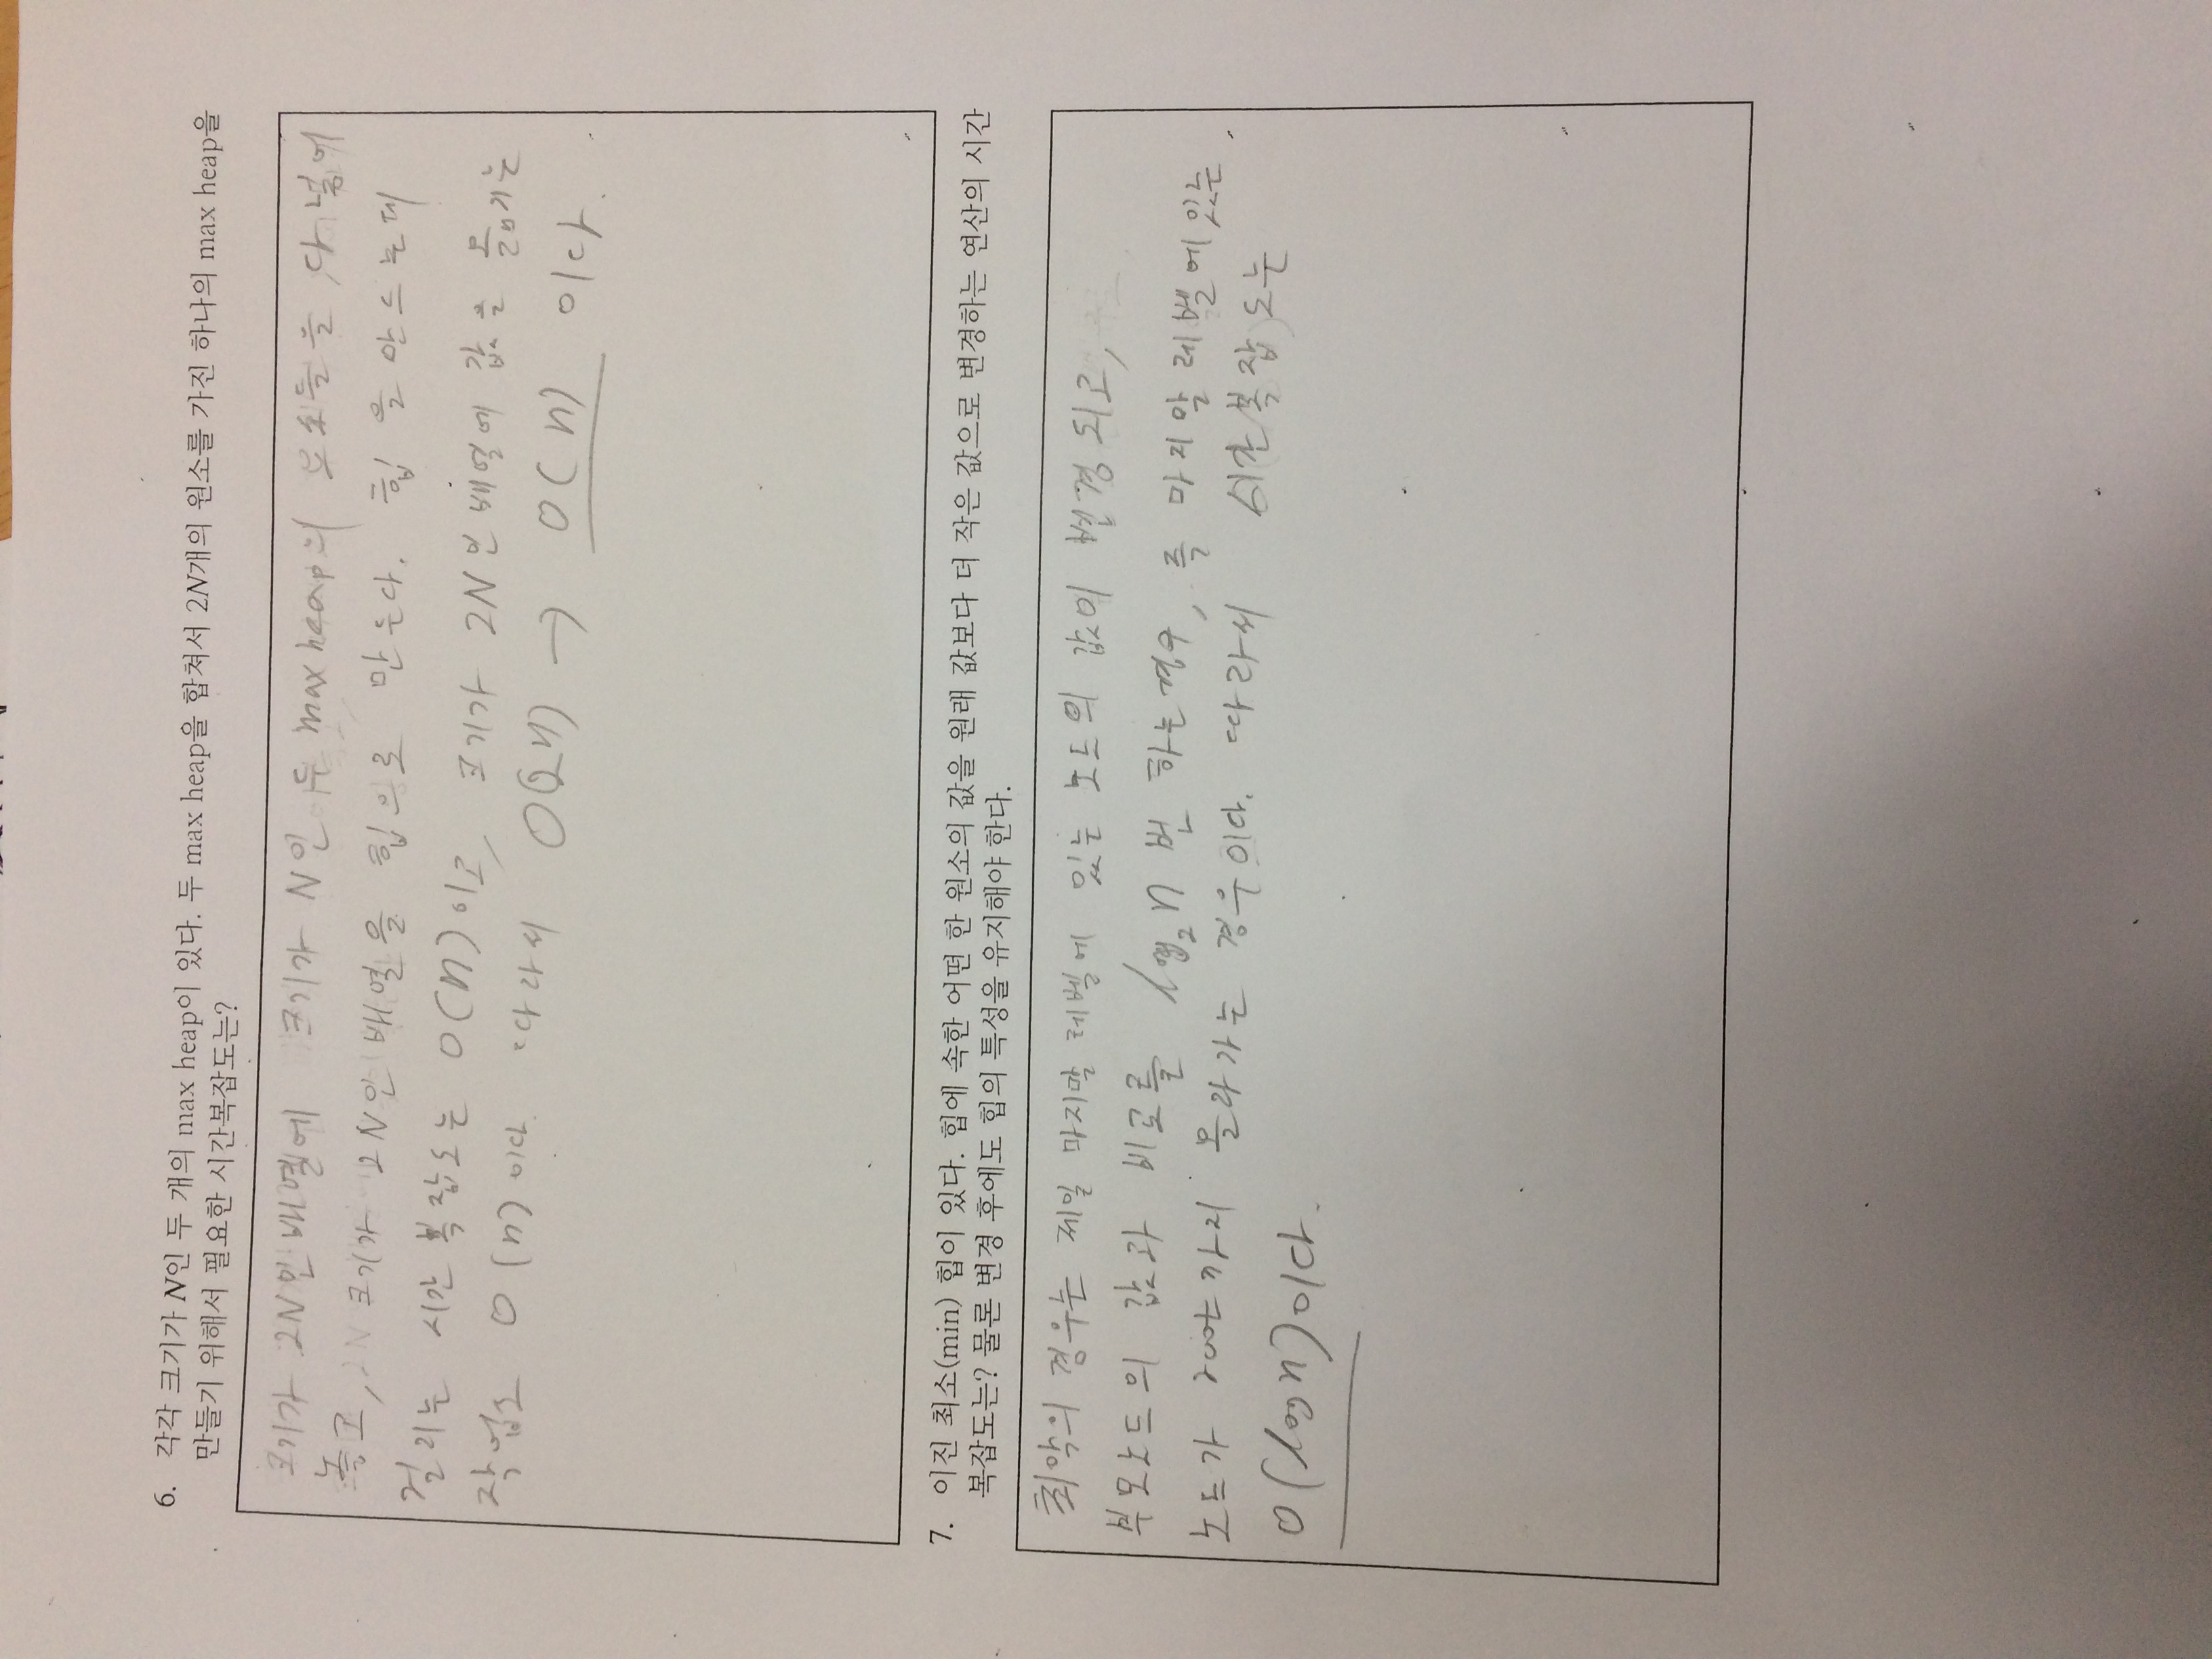 6. 각각 크기가 N인 두 개의 max heap이 있다. 두 max heap을 합쳐서 2N개의 원소를 가진 하나의 max heap을
만들기 위해서 필요한 시간복잡도는?
크기가 2N인 배열에 크기가 N인 두 max heap의 요소들을 다 넣어
놓고, 크기가 2N인 배열을 힙으로 만든다. 힙을 만드는데
걸리는 시간 복잡도는 O(n)이고, 크기가 2N인 배열에 값을 옮기는
작업도 O(n)이다. 따라서 O(2n) → O(n) 이다.
7. 이진 최소(min) 힙이 있다. 힙에 속한 어떤 한 원소의 값을 원래 값보다 더 작은 값으로 변경하는 연산의 시간
복잡도는? 물론 변경 후에도 힙의 특성을 유지해야 한다.
최악의 경우는 제일 마지막 레벨에 있는 노드의 값이 변경되고,
부모노드의 값과 비교를 log₂n 번 하는경우, 즉 마지막 레벨에 있는
노드가 root까지 올라가는 경우이다. 따라서 시간복잡도는
O(logn)이다.